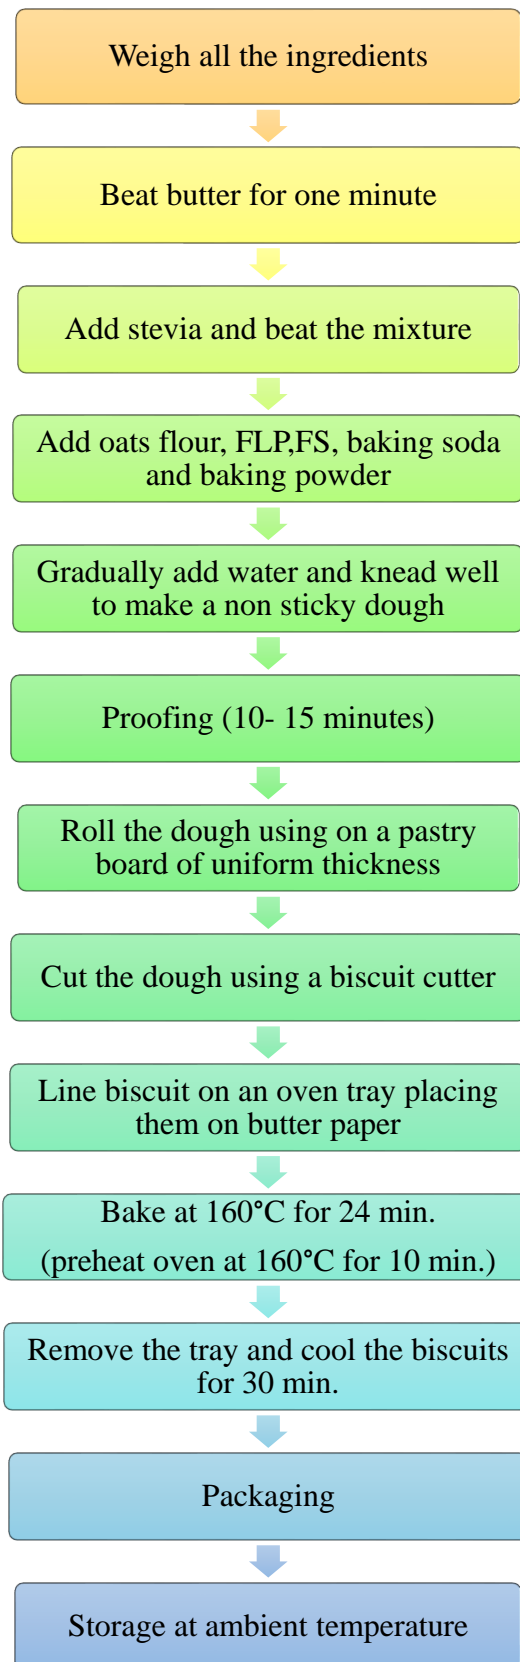 Weigh all the ingredients
Beat butter for one minute
Add stevia and beat the mixture
Add oats flour, FLP,FS, baking soda
and baking powder
Gradually add water and knead well
to make a non sticky dough
Proofing (10- 15 minutes)
Roll the dough using on a pastry
board of uniform thickness
Cut the dough using a biscuit cutter
Line biscuit on an oven tray placing
them on butter paper
Bake at 160°C for 24 min.
(preheat oven at 160°C for 10 min.)
Remove the tray and cool the biscuits
for 30 min.
Packaging
Storage at ambient temperature